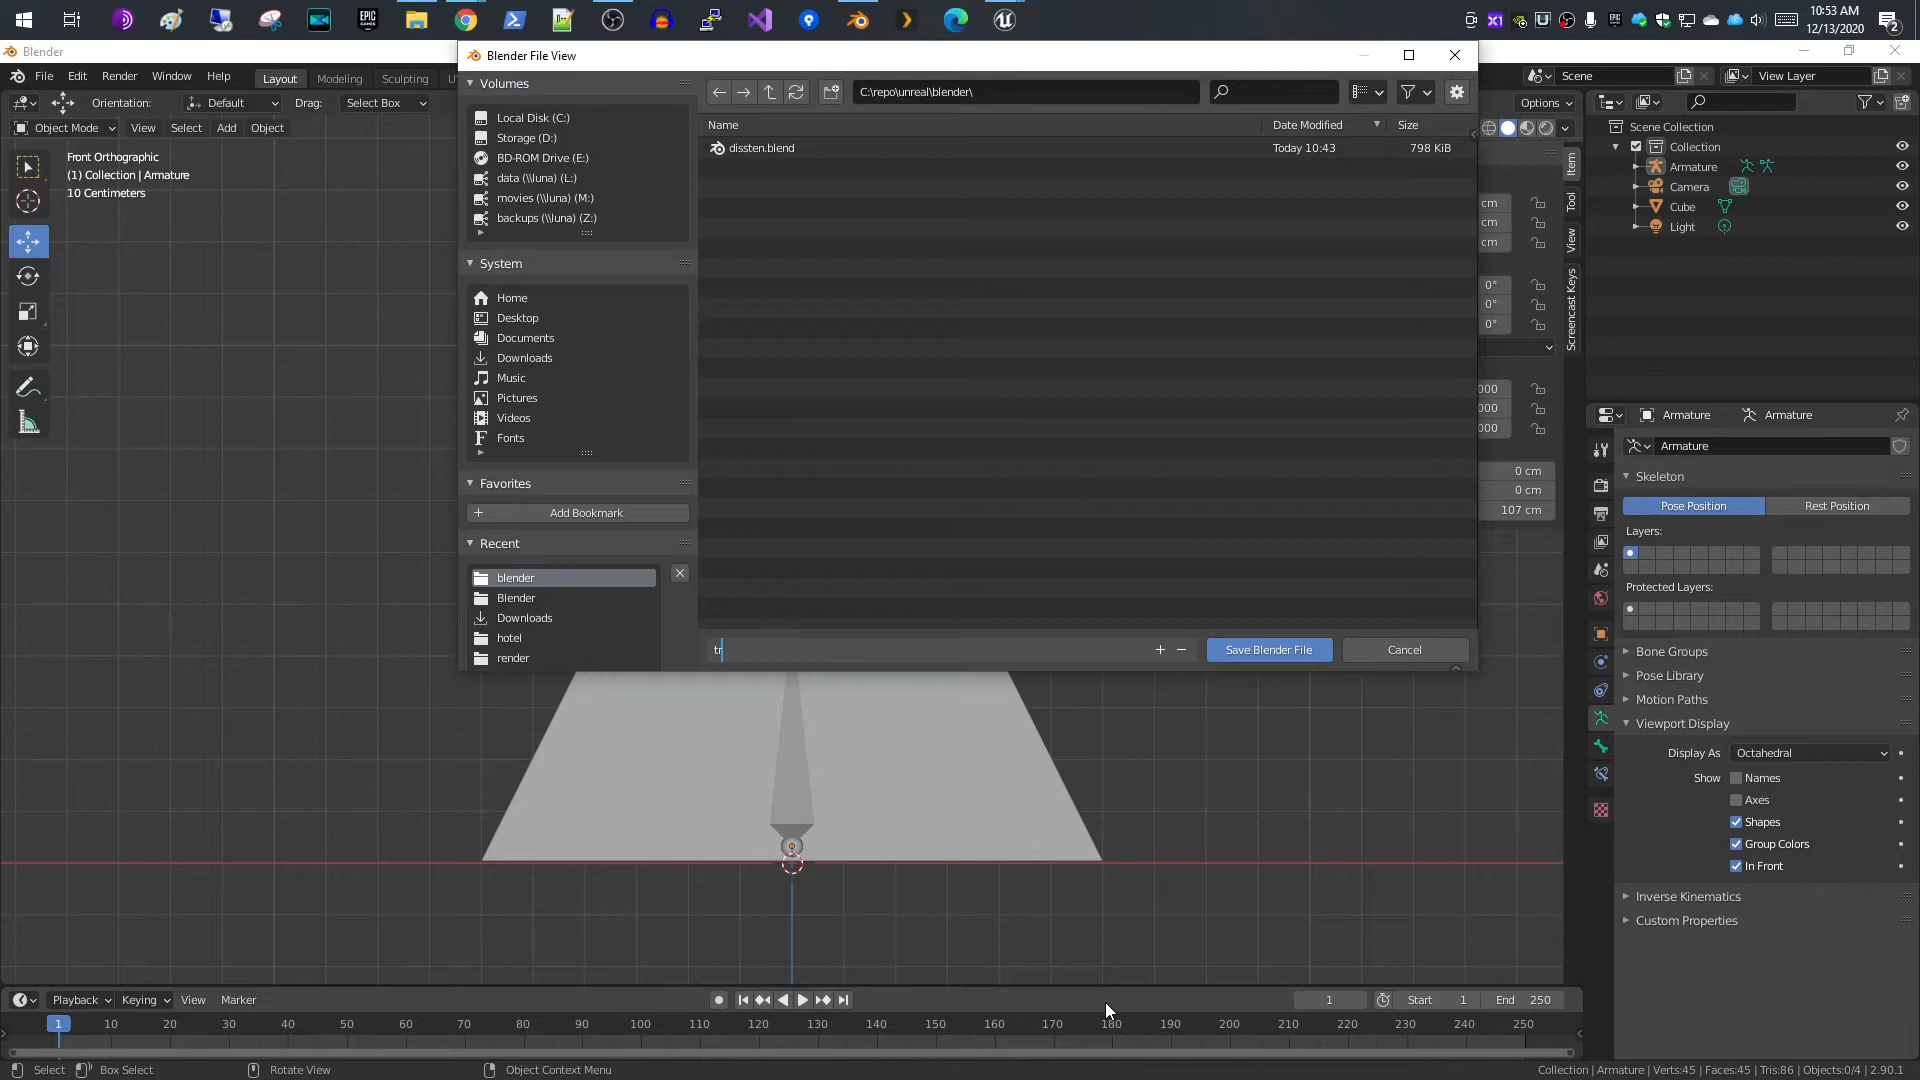 10:53 AM
12/13/2020
2
Blender
File Edit Render Window Help Layout Modeling Sculpting U
Scene View Layer
Orientation: Default Drag: Select Box Options
Object Mode View Select Add Object
Front Orthographic
(1) Collection | Armature
10 Centimeters
Blender File View
Volumes
Local Disk (C:)
Storage (D:)
BD-ROM Drive (E:)
data (\\luna) (L:)
movies (\\luna) (M:)
backups (\\luna) (Z:)
System
Home
Desktop
Documents
Downloads
Music
Pictures
Videos
Fonts
Favorites
Add Bookmark
Recent
blender
Blender
Downloads
hotel
render
C:\repo\unreal\blender\
Name Date Modified Size
dissten.blend Today 10:43 798 KiB
tr
Save Blender File Cancel
cm
cm
cm
0°
0°
0°
000
000
000
0 cm
0 cm
107 cm
Item
Tool
View
Screencast Keys
Scene Collection
Collection
Armature
Camera
Cube
Light
Armature Armature
Armature
Skeleton
Pose Position Rest Position
Layers:
Protected Layers:
Bone Groups
Pose Library
Motion Paths
Viewport Display
Display As Octahedral
Show Names
Axes
Shapes
Group Colors
In Front
Inverse Kinematics
Custom Properties
Playback Keying View Marker 1 Start 1 End 250
1 10 20 30 40 50 60 70 80 90 100 110 120 130 140 150 160 170 180 190 200 210 220 230 240 250
Select Box Select Rotate View Object Context Menu
Collection | Armature | Verts:45 | Faces:45 | Tris:86 | Objects:0/4 | 2.90.1